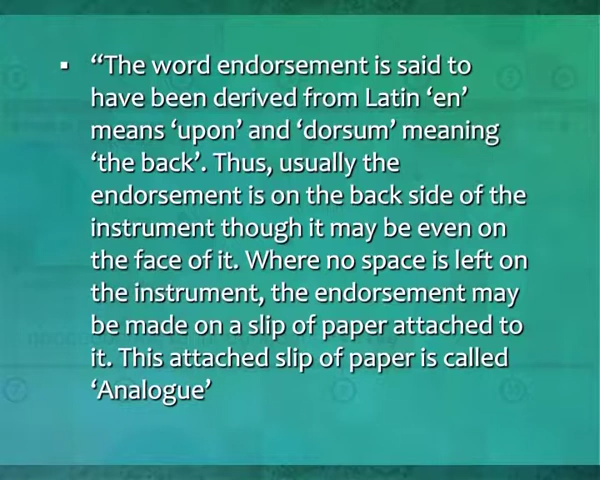 ▪ “The word endorsement is said to
have been derived from Latin ‘en’
means ‘upon’ and ‘dorsum’ meaning
‘the back’. Thus, usually the
endorsement is on the back side of the
instrument though it may be even on
the face of it. Where no space is left on
the instrument, the endorsement may
be made on a slip of paper attached to
it. This attached slip of paper is called
‘Analogue’